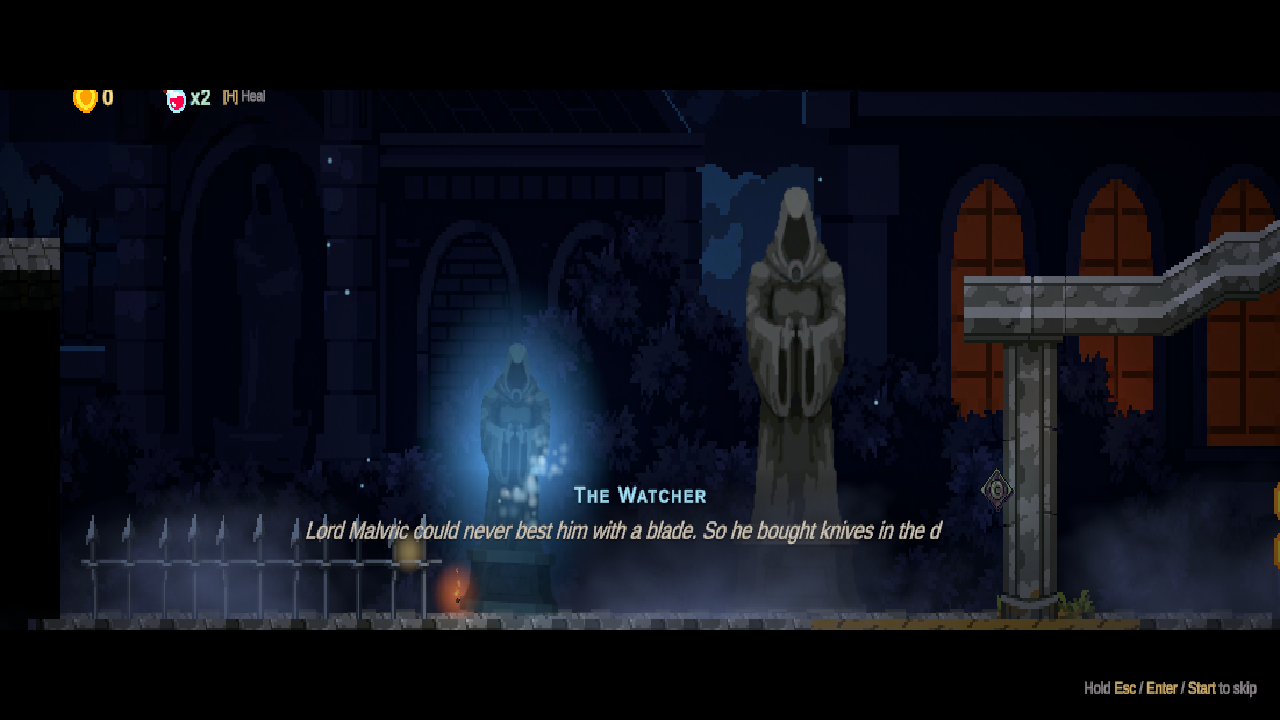 0
x2 [H] Heal
THE WATCHER
Lord Malvric could never best him with a blade. So he bought knives in the d
Hold Esc / Enter / Start to skip